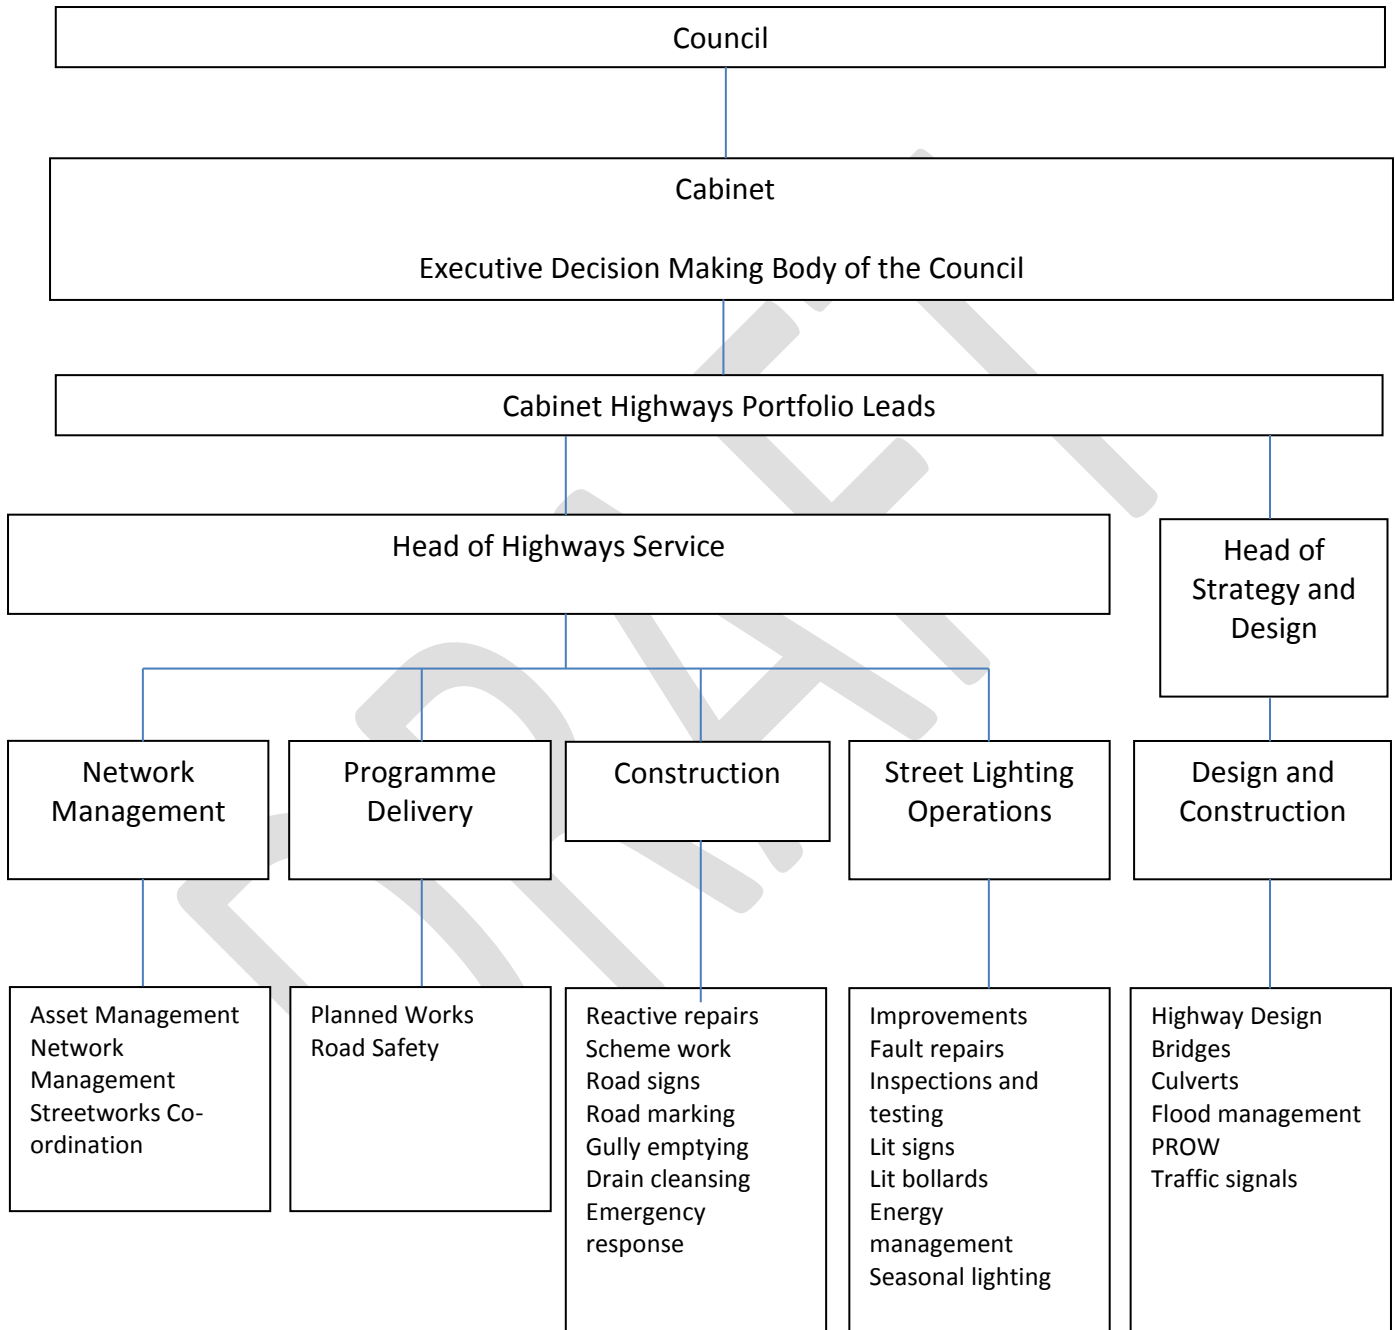 Council
Cabinet
Executive Decision Making Body of the Council
Cabinet Highways Portfolio Leads
Head of Highways Service
Head of
Strategy and
Design
Network
Management
Programme
Delivery
Construction
Street Lighting
Operations
Design and
Construction
Asset Management
Network
Management
Streetworks Co-
ordination
Planned Works
Road Safety
Reactive repairs
Scheme work
Road signs
Road marking
Gully emptying
Drain cleansing
Emergency
response
Improvements
Fault repairs
Inspections and
testing
Lit signs
Lit bollards
Energy
management
Seasonal lighting
Highway Design
Bridges
Culverts
Flood management
PROW
Traffic signals
DRAFT